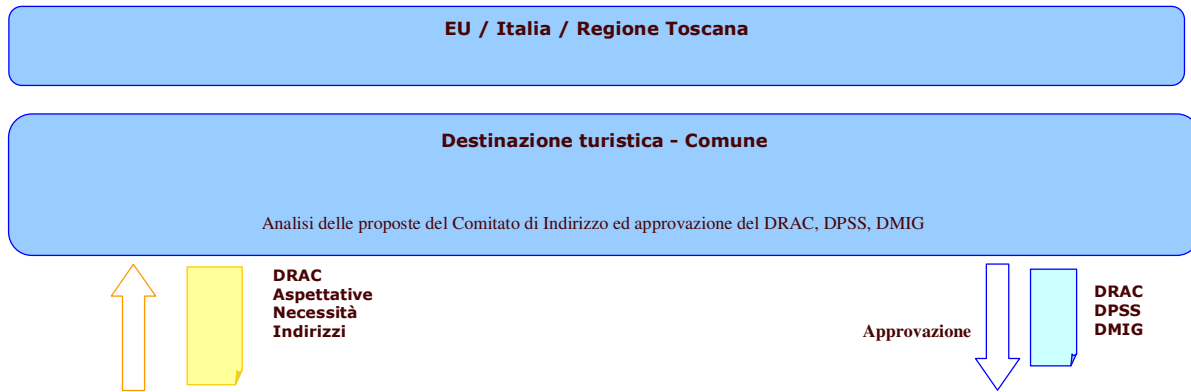 EU / Italia / Regione Toscana
Destinazione turistica - Comune
Analisi delle proposte del Comitato di Indirizzo ed approvazione del DRAC, DPSS, DMIG
DRAC
Aspettative
Necessità
Indirizzi
Approvazione
DRAC
DPSS
DMIG